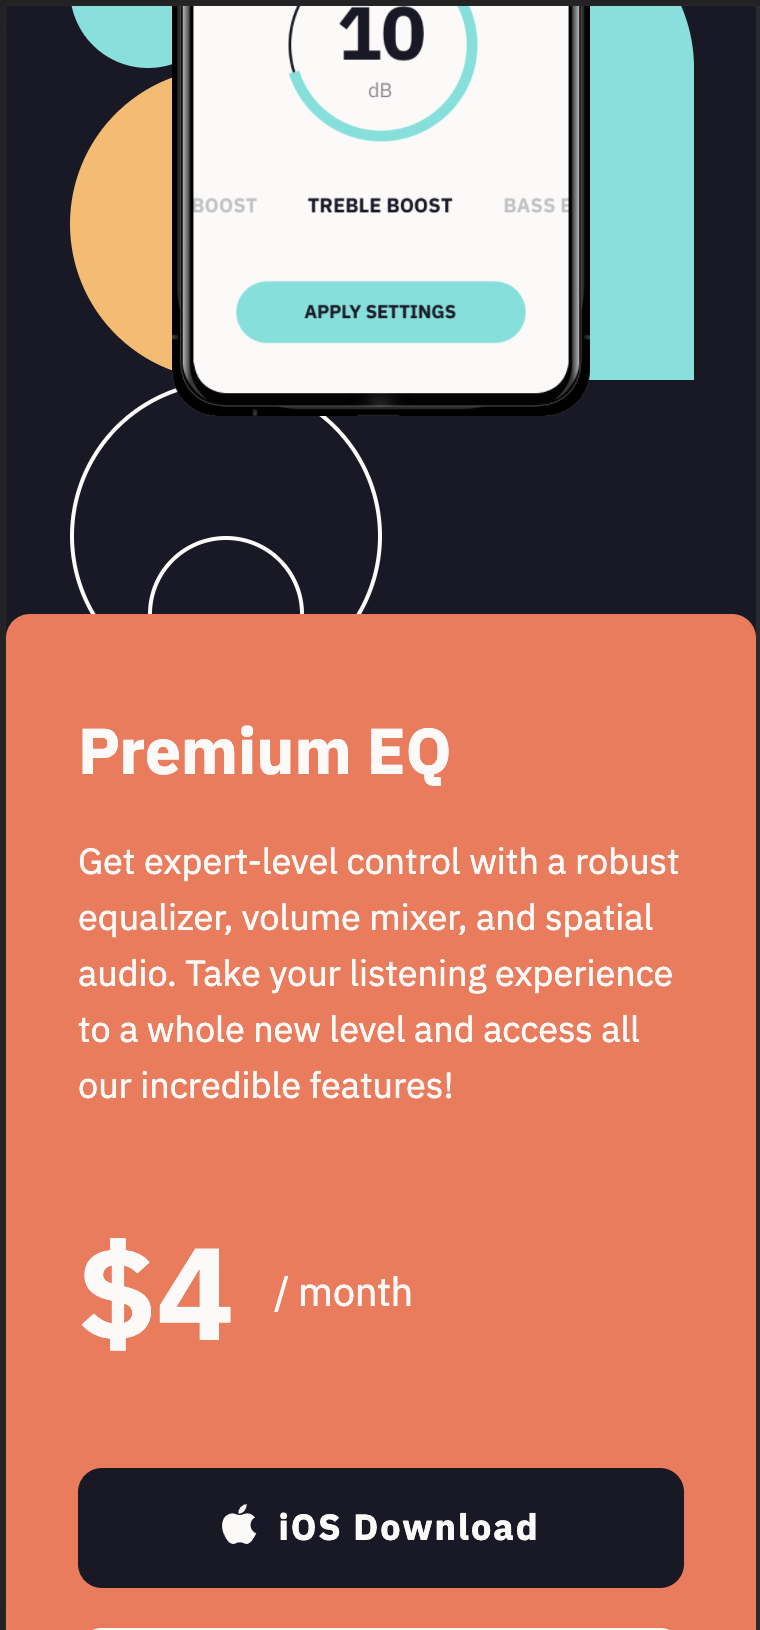 10
dB
BOOST TREBLE BOOST BASS
APPLY SETTINGS
Premium EQ
Get expert-level control with a robust
equalizer, volume mixer, and spatial
audio. Take your listening experience
to a whole new level and access all
our incredible features!
$4 / month
iOS Download